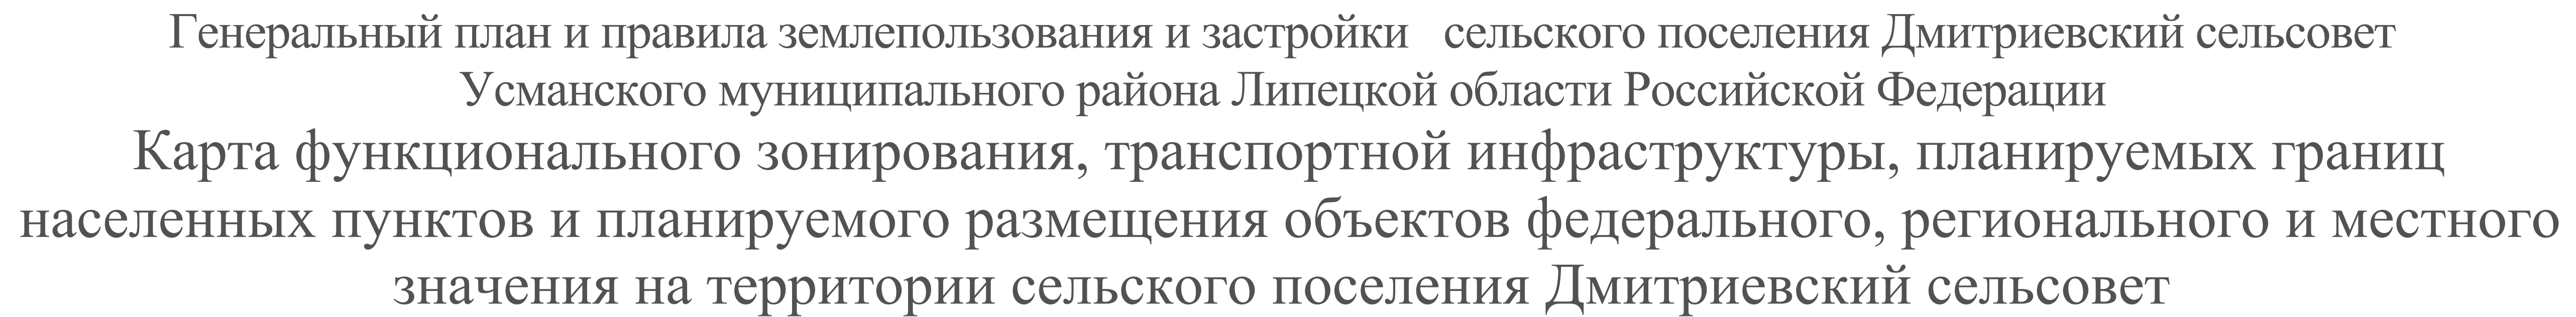 Генеральный план и правила землепользования и застройки сельского поселения Дмитриевский сельсовет
Усманского муниципального района Липецкой области Российской Федерации
Карта функционального зонирования, транспортной инфраструктуры, планируемых границ
населенных пунктов и планируемого размещения объектов федерального, регионального и местного
значения на территории сельского поселения Дмитриевский сельсовет